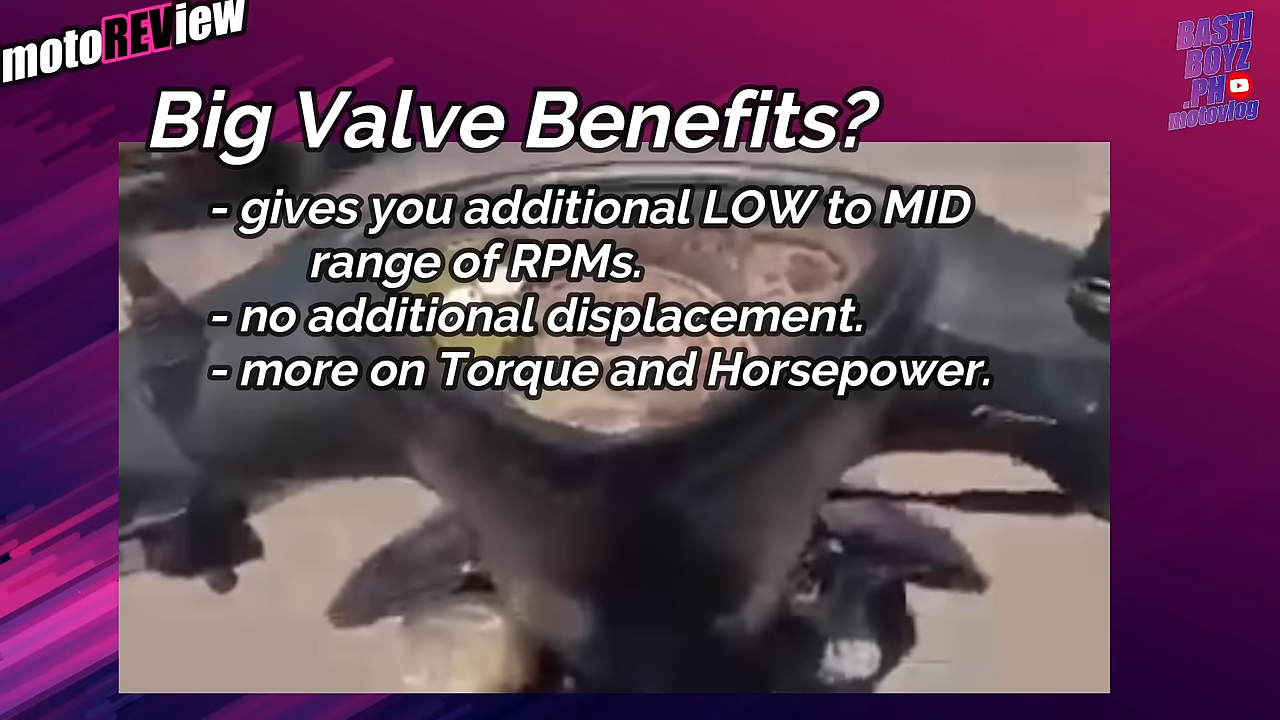 motoREView
BASTI
BOYZ
.PH
motovlog
Big Valve Benefits?
- gives you additional LOW to MID
range of RPMs.
- no additional displacement.
- more on Torque and Horsepower.